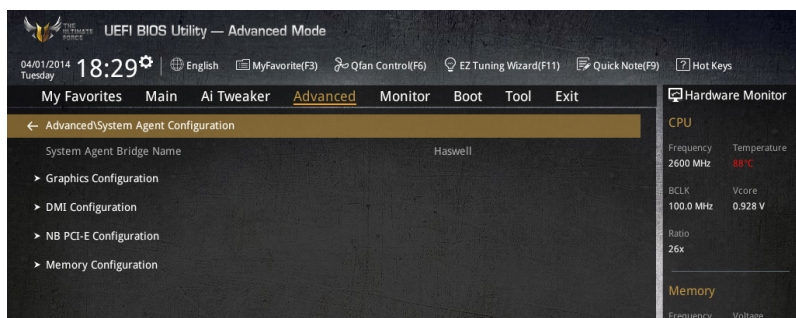 THE ULTIMATE FORCE
UEFI BIOS Utility — Advanced Mode
04/01/2014 Tuesday 18:29 English MyFavorite(F3) Qfan Control(F6) EZ Tuning Wizard(F11) Quick Note(F9) ? Hot Keys
My Favorites Main Ai Tweaker Advanced Monitor Boot Tool Exit
← Advanced\System Agent Configuration
System Agent Bridge Name Haswell
> Graphics Configuration
> DMI Configuration
> NB PCI-E Configuration
> Memory Configuration
Hardware Monitor
CPU
Frequency Temperature
2600 MHz 88°C
BCLK Vcore
100.0 MHz 0.928 V
Ratio
26x
Memory
Frequency Voltage